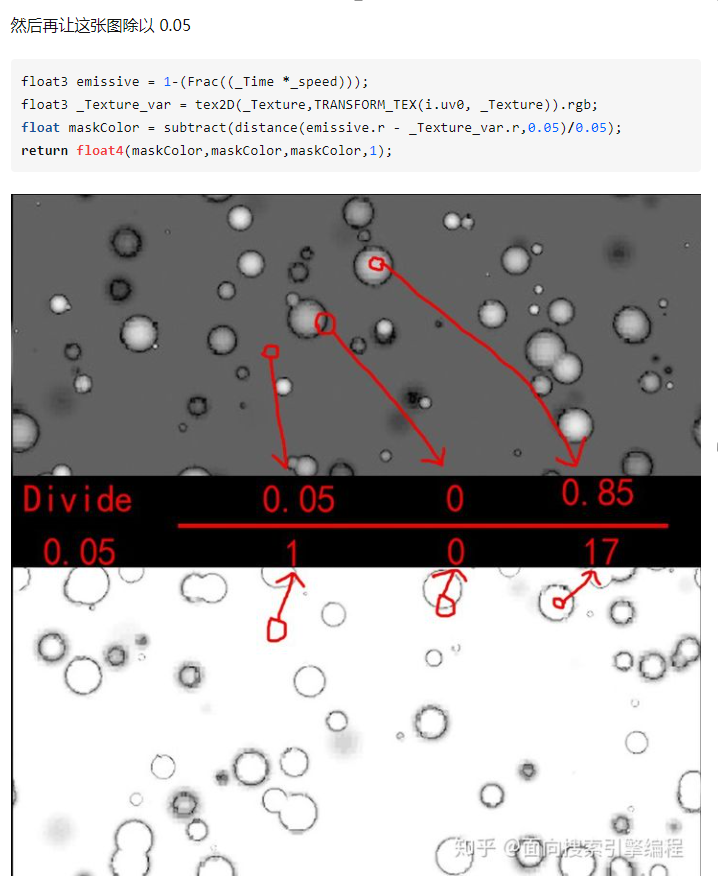 然后再让这张图除以 0.05
float3 emissive = 1-(Frac((_Time *_speed)));
float3 _Texture_var = tex2D(_Texture,TRANSFORM_TEX(i.uv0, _Texture)).rgb;
float maskColor = subtract(distance(emissive.r - _Texture_var.r,0.05)/0.05);
return float4(maskColor,maskColor,maskColor,1);
Divide 0.05 0 0.85
0.05 1 0 17
知乎 @面向搜索引擎编程